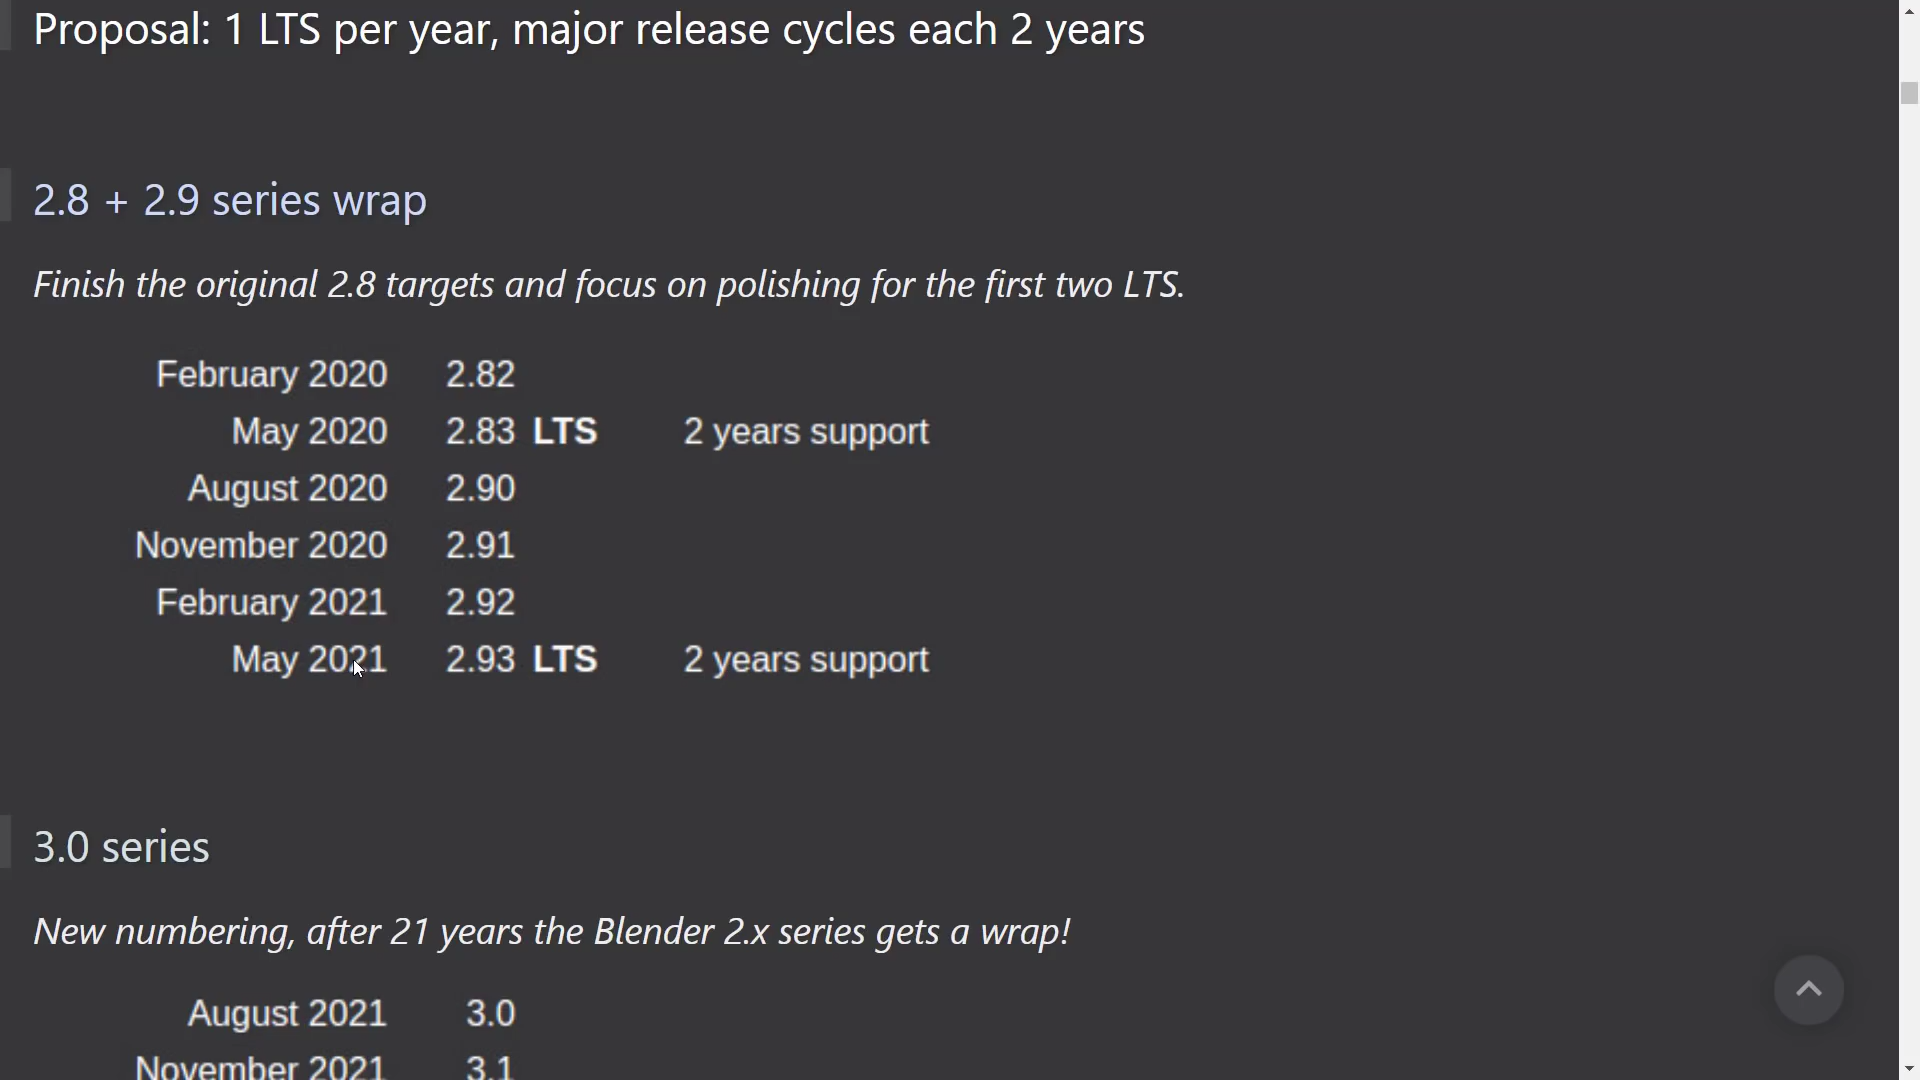 Proposal: 1 LTS per year, major release cycles each 2 years
2.8 + 2.9 series wrap
Finish the original 2.8 targets and focus on polishing for the first two LTS.
February 2020 2.82
May 2020 2.83 LTS 2 years support
August 2020 2.90
November 2020 2.91
February 2021 2.92
May 2021 2.93 LTS 2 years support
3.0 series
New numbering, after 21 years the Blender 2.x series gets a wrap!
August 2021 3.0
November 2021 3.1